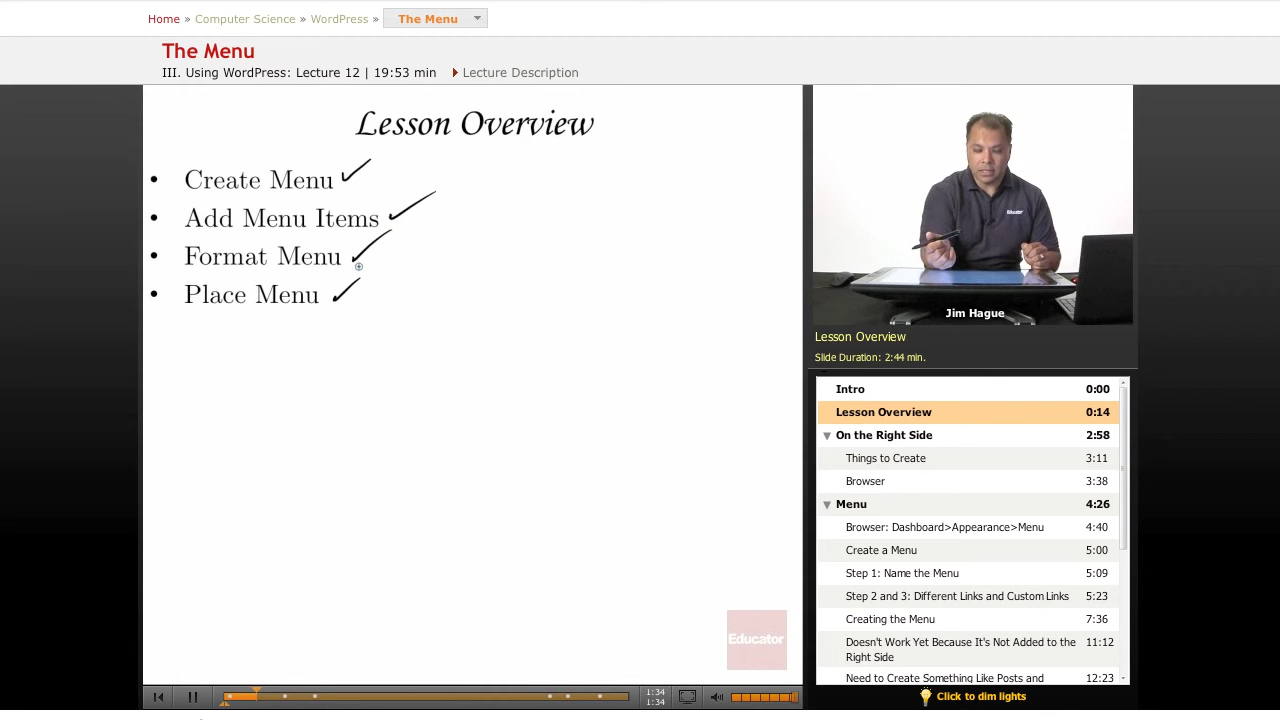 Home » Computer Science » WordPress » The Menu
The Menu
III. Using WordPress: Lecture 12 | 19:53 min Lecture Description
Lesson Overview
• Create Menu
• Add Menu Items
• Format Menu
• Place Menu
Educator
Educator
Jim Hague
Lesson Overview
Slide Duration: 2:44 min.
Intro 0:00
Lesson Overview 0:14
On the Right Side 2:58
Things to Create 3:11
Browser 3:38
Menu 4:26
Browser: Dashboard>Appearance>Menu 4:40
Create a Menu 5:00
Step 1: Name the Menu 5:09
Step 2 and 3: Different Links and Custom Links 5:23
Creating the Menu 7:36
Doesn't Work Yet Because It's Not Added to the 11:12
Right Side
Need to Create Something Like Posts and 12:23
1:34
1:34
Click to dim lights